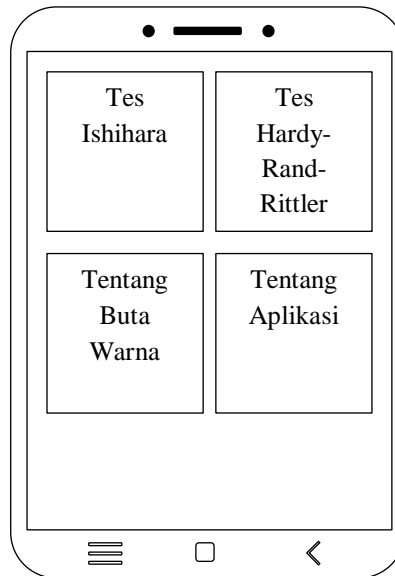 Tes
Ishihara
Tes
Hardy-
Rand-
Rittler
Tentang
Buta
Warna
Tentang
Aplikasi